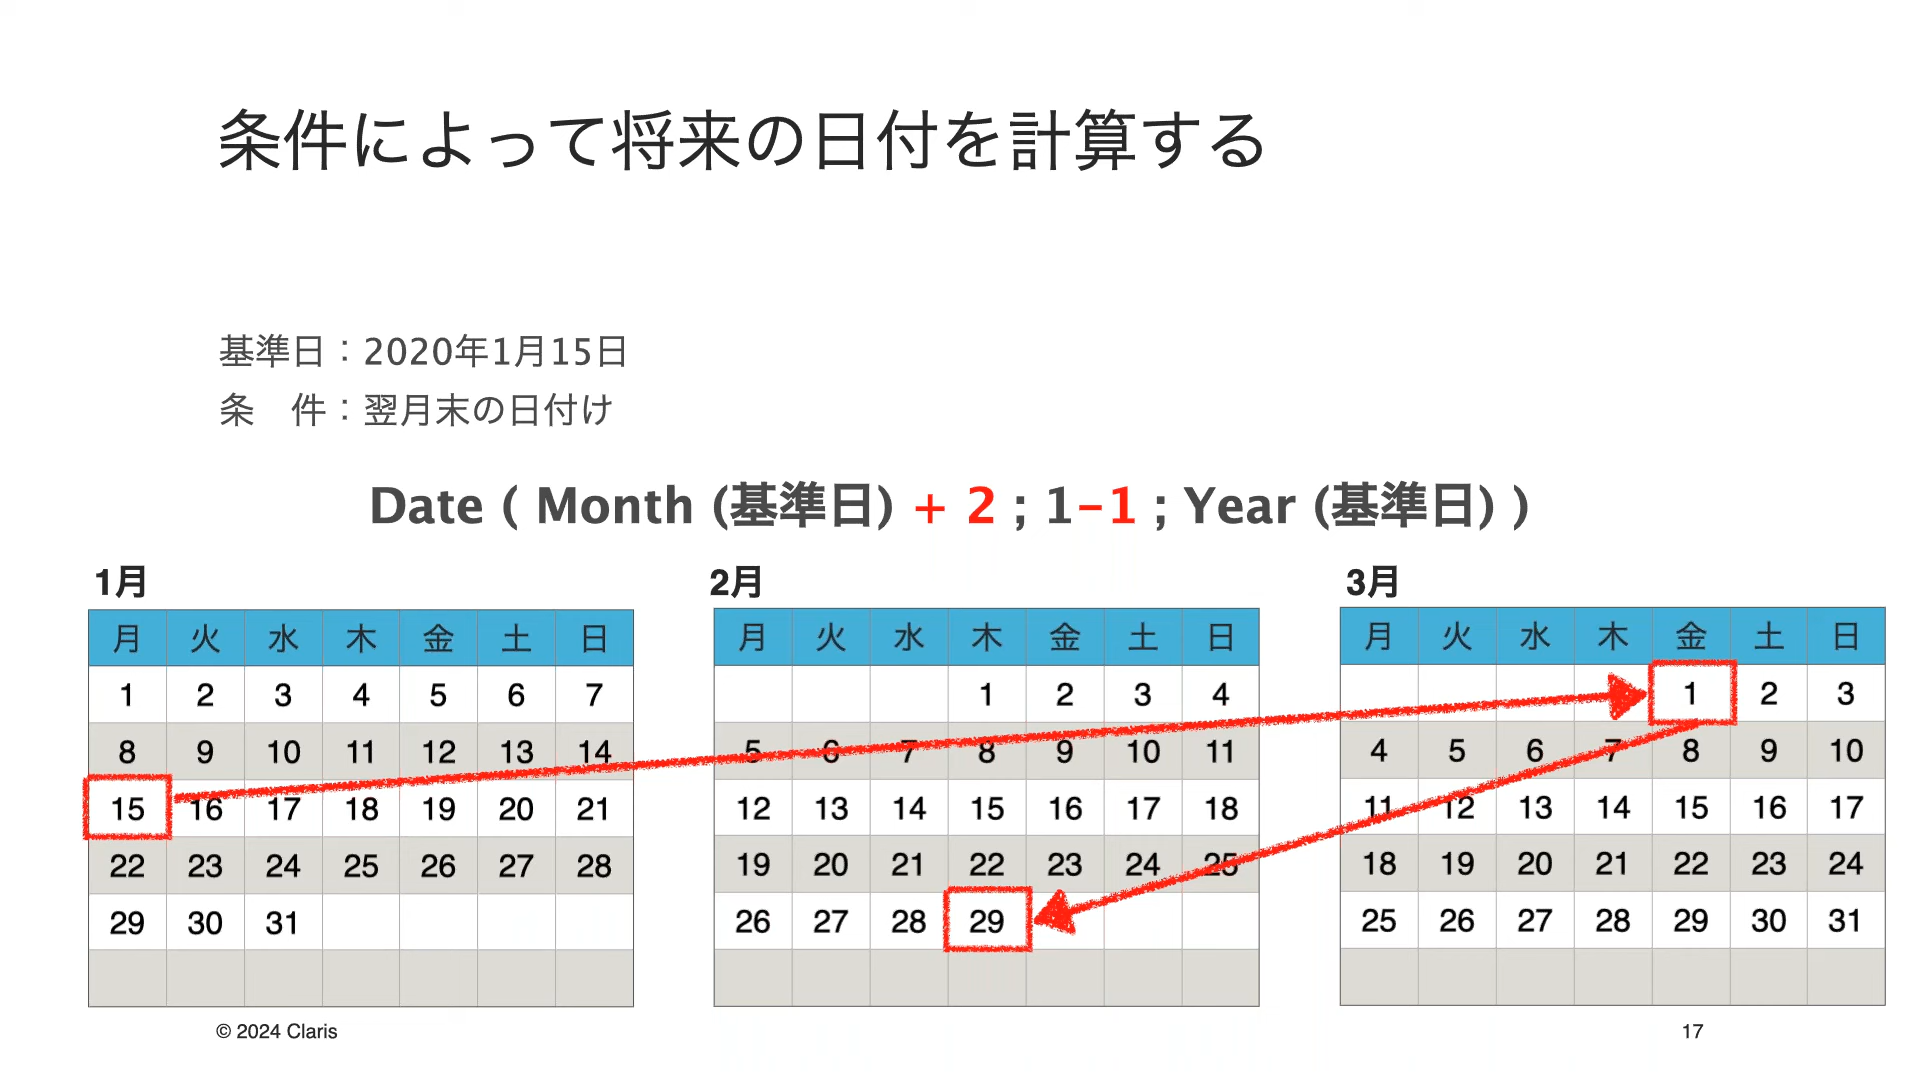 条件によって将来の日付を計算する
基準日：2020年1月15日
条　件：翌月末の日付け
Date ( Month (基準日) + 2 ; 1-1 ; Year (基準日) )
1月
月 火 水 木 金 土 日
1 2 3 4 5 6 7
8 9 10 11 12 13 14
15 16 17 18 19 20 21
22 23 24 25 26 27 28
29 30 31
2月
月 火 水 木 金 土 日
1 2 3 4
5 6 7 8 9 10 11
12 13 14 15 16 17 18
19 20 21 22 23 24 25
26 27 28 29
3月
月 火 水 木 金 土 日
1 2 3
4 5 6 7 8 9 10
11 12 13 14 15 16 17
18 19 20 21 22 23 24
25 26 27 28 29 30 31
© 2024 Claris
17